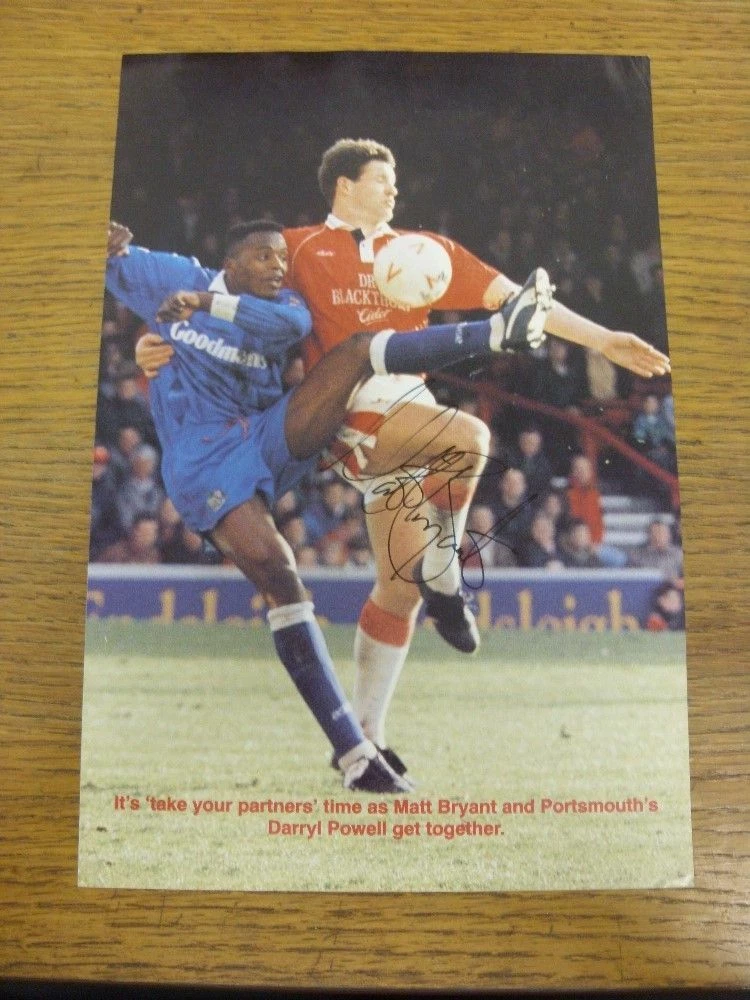 Goodmans
DRY
BLACKTHORN
Cider
It's 'take your partners' time as Matt Bryant and Portsmouth's
Darryl Powell get together.